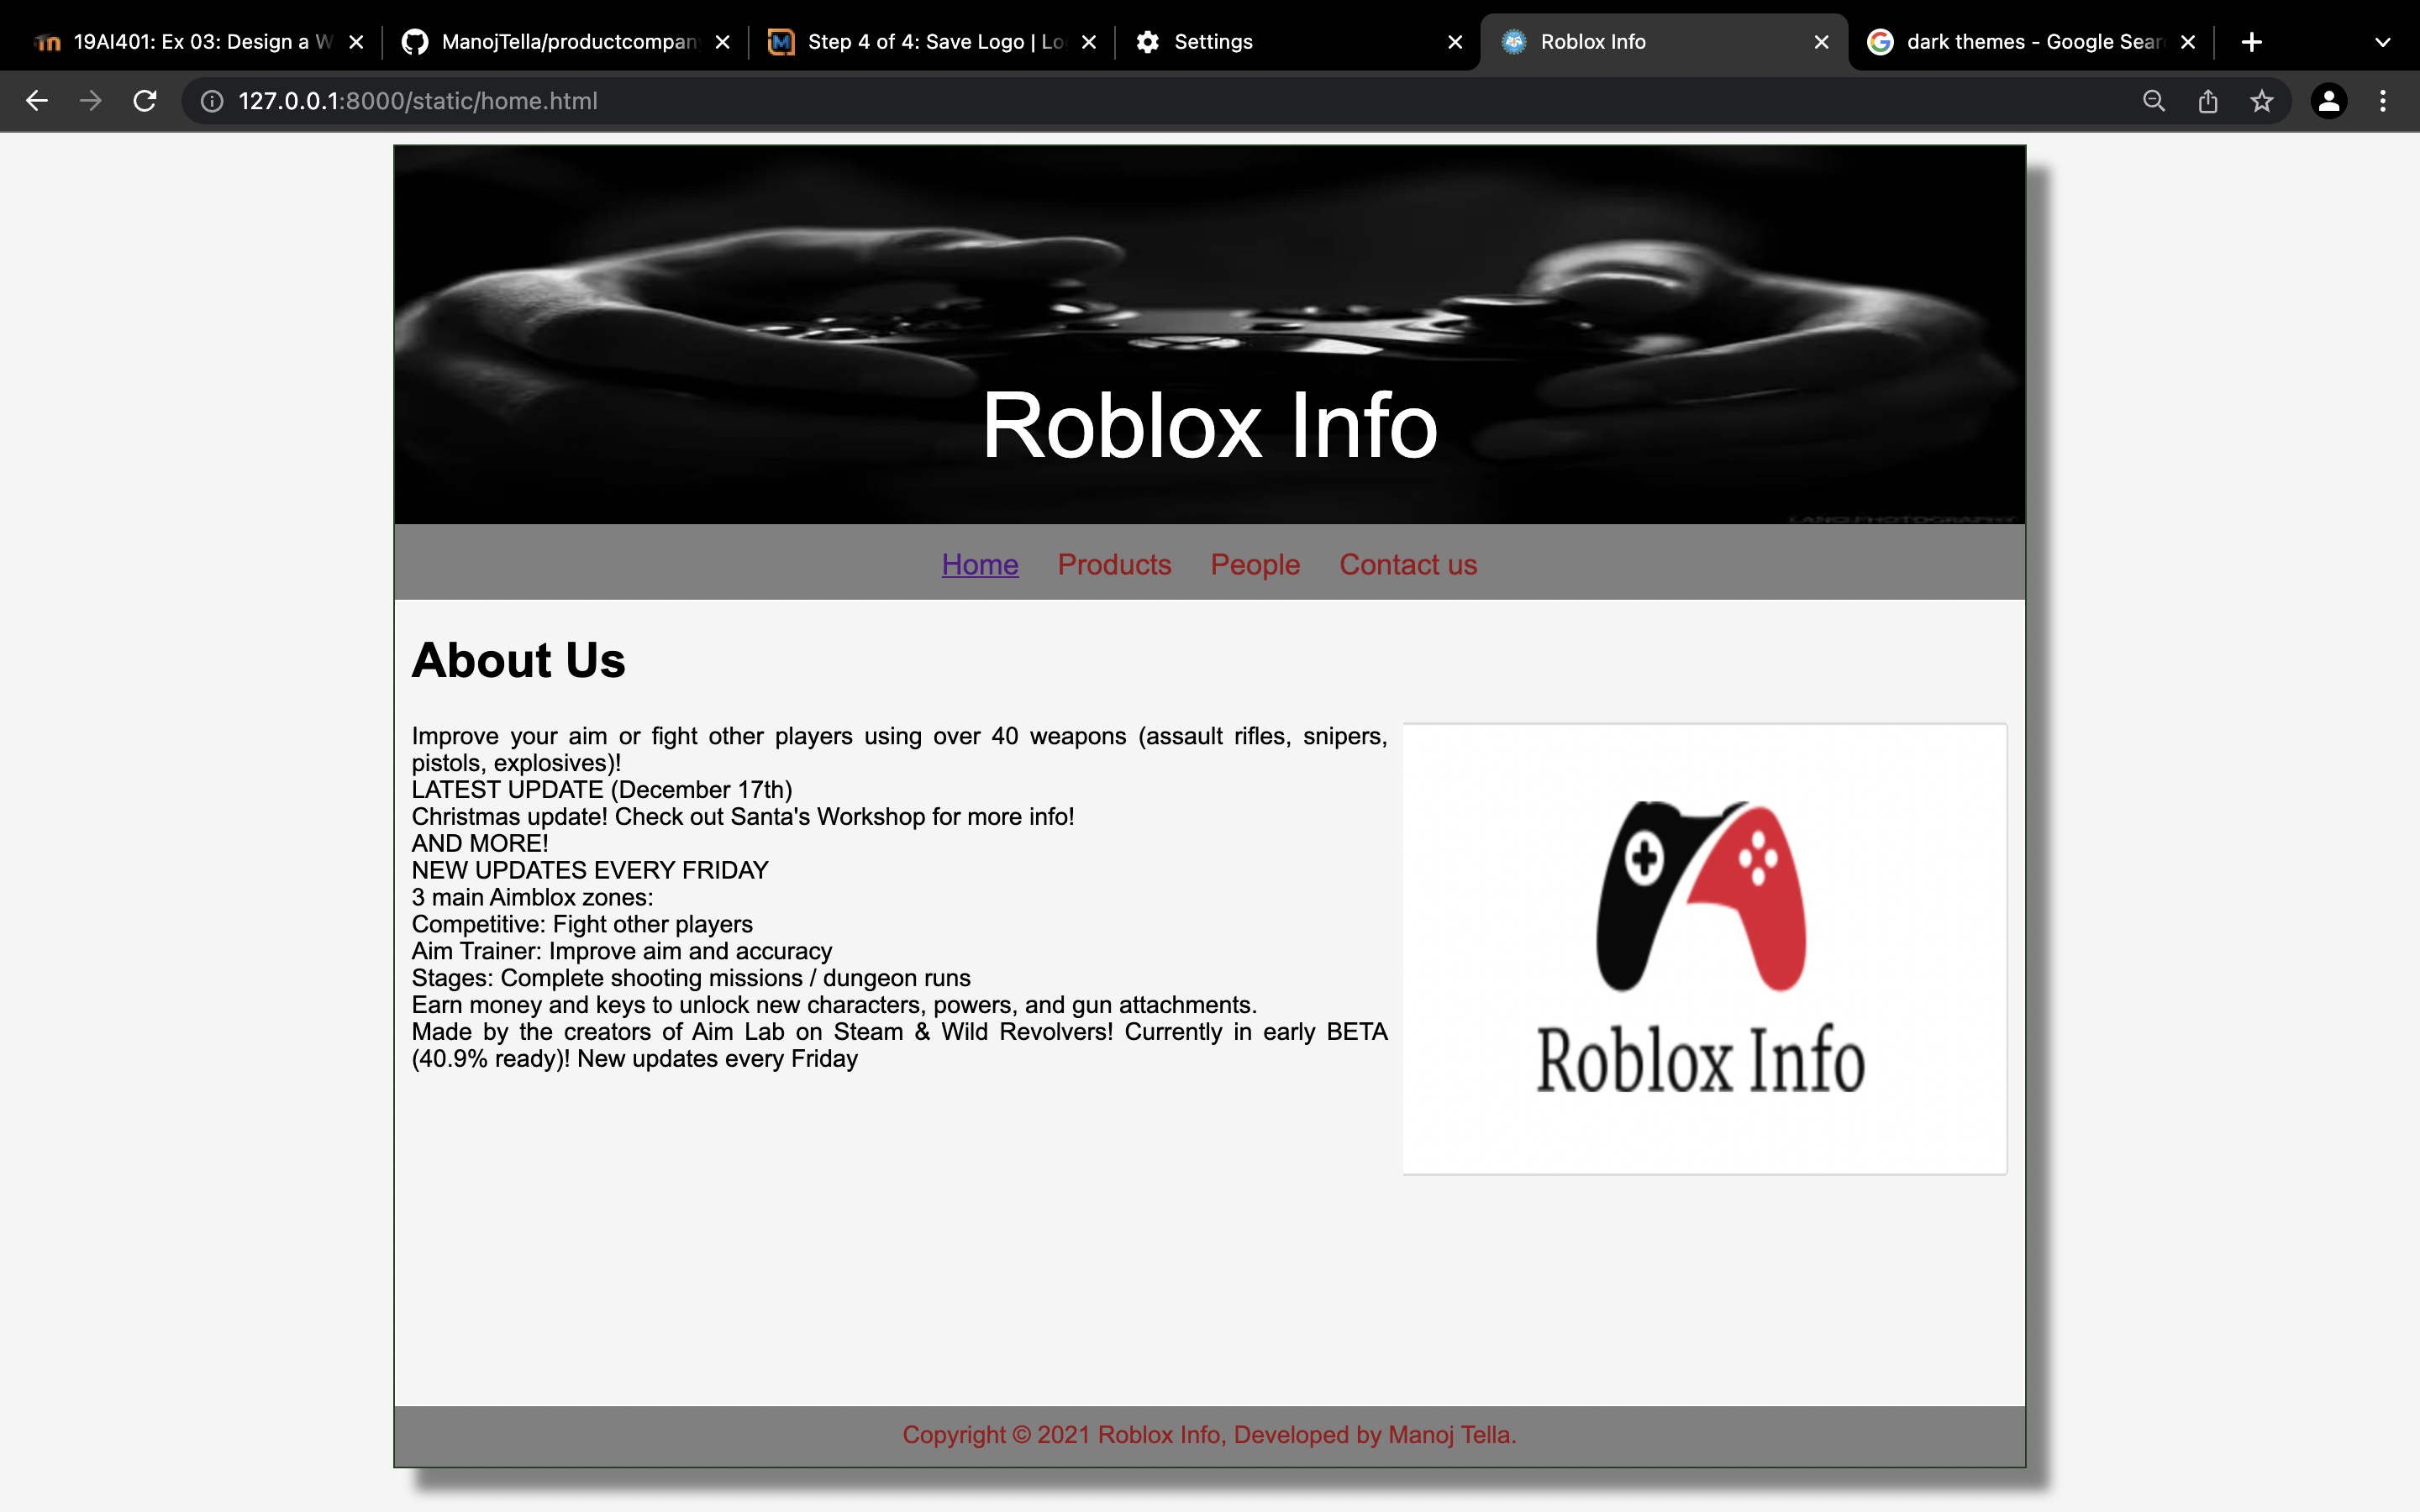 19AI401: Ex 03: Design a W
ManojTella/productcompan
Step 4 of 4: Save Logo | Lo
Settings
Roblox Info
dark themes - Google Sear
127.0.0.1:8000/static/home.html
Roblox Info
Home Products People Contact us
About Us
Improve your aim or fight other players using over 40 weapons (assault rifles, snipers,
pistols, explosives)!
LATEST UPDATE (December 17th)
Christmas update! Check out Santa's Workshop for more info!
AND MORE!
NEW UPDATES EVERY FRIDAY
3 main Aimblox zones:
Competitive: Fight other players
Aim Trainer: Improve aim and accuracy
Stages: Complete shooting missions / dungeon runs
Earn money and keys to unlock new characters, powers, and gun attachments.
Made by the creators of Aim Lab on Steam & Wild Revolvers! Currently in early BETA
(40.9% ready)! New updates every Friday
Roblox Info
Copyright © 2021 Roblox Info, Developed by Manoj Tella.